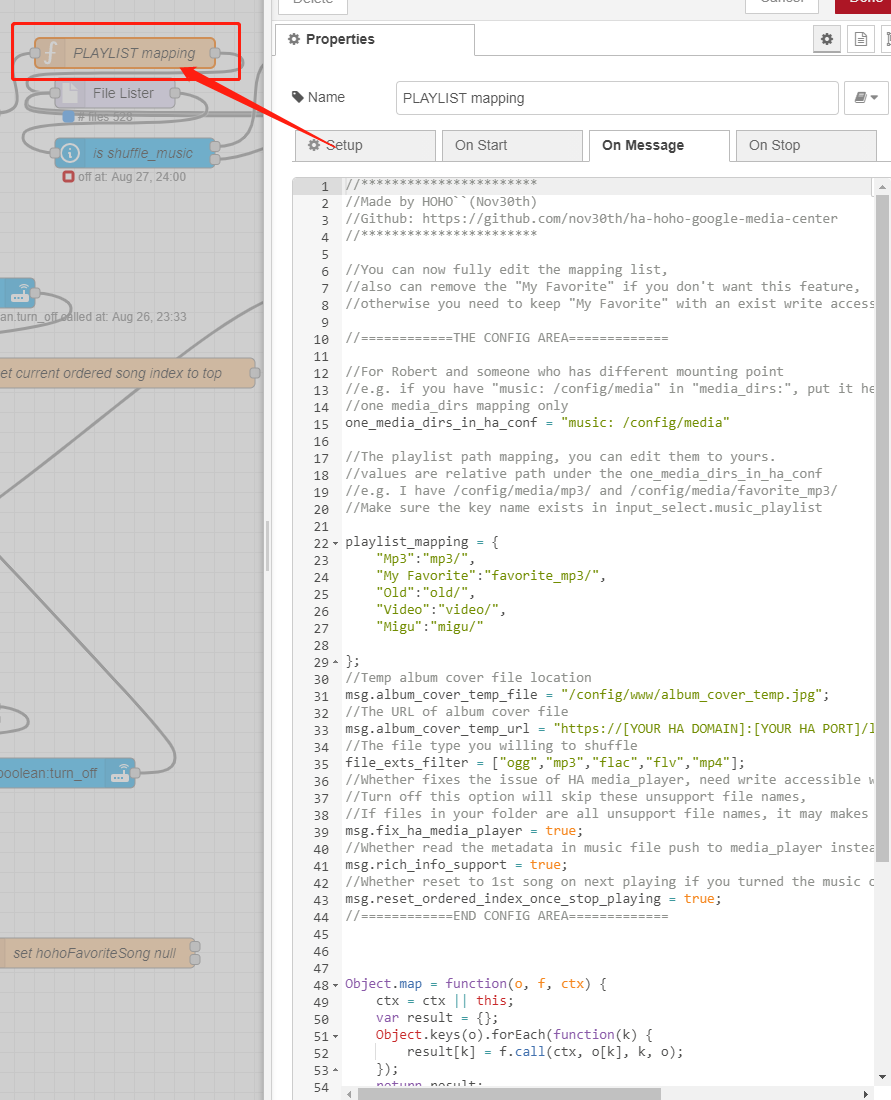 Delete
Cancel
Done
PLAYLIST mapping
File Lister
# files 528
is shuffle_music
off at: Aug 27, 24:00
an.turn_off called at: Aug 26, 23:33
et current ordered song index to top
boolean:turn_off
set hohoFavoriteSong null
Properties
Name
PLAYLIST mapping
Setup
On Start
On Message
On Stop
1 //***********************
2 //Made by HOHO``(Nov30th)
3 //Github: https://github.com/nov30th/ha-hoho-google-media-center
4 //***********************
5
6 //You can now fully edit the mapping list,
7 //also can remove the "My Favorite" if you don't want this feature,
8 //otherwise you need to keep "My Favorite" with an exist write access
9
10 //============THE CONFIG AREA=============
11
12 //For Robert and someone who has different mounting point
13 //e.g. if you have "music: /config/media" in "media_dirs:", put it he
14 //one media_dirs mapping only
15 one_media_dirs_in_ha_conf = "music: /config/media"
16
17 //The playlist path mapping, you can edit them to yours.
18 //values are relative path under the one_media_dirs_in_ha_conf
19 //e.g. I have /config/media/mp3/ and /config/media/favorite_mp3/
20 //Make sure the key name exists in input_select.music_playlist
21
22 playlist_mapping = {
23 "Mp3":"mp3/",
24 "My Favorite":"favorite_mp3/",
25 "Old":"old/",
26 "Video":"video/",
27 "Migu":"migu/"
28
29 };
30 //Temp album cover file location
31 msg.album_cover_temp_file = "/config/www/album_cover_temp.jpg";
32 //The URL of album cover file
33 msg.album_cover_temp_url = "https://[YOUR HA DOMAIN]:[YOUR HA PORT]/l
34 //The file type you willing to shuffle
35 file_exts_filter = ["ogg","mp3","flac","flv","mp4"];
36 //Whether fixes the issue of HA media_player, need write accessible w
37 //Turn off this option will skip these unsupport file names,
38 //If files in your folder are all unsupport file names, it may makes
39 msg.fix_ha_media_player = true;
40 //Whether read the metadata in music file push to media_player instea
41 msg.rich_info_support = true;
42 //Whether reset to 1st song on next playing if you turned the music o
43 msg.reset_ordered_index_once_stop_playing = true;
44 //============END CONFIG AREA=============
45
46
47
48 Object.map = function(o, f, ctx) {
49 ctx = ctx || this;
50 var result = {};
51 Object.keys(o).forEach(function(k) {
52 result[k] = f.call(ctx, o[k], k, o);
53 });
54 return result;